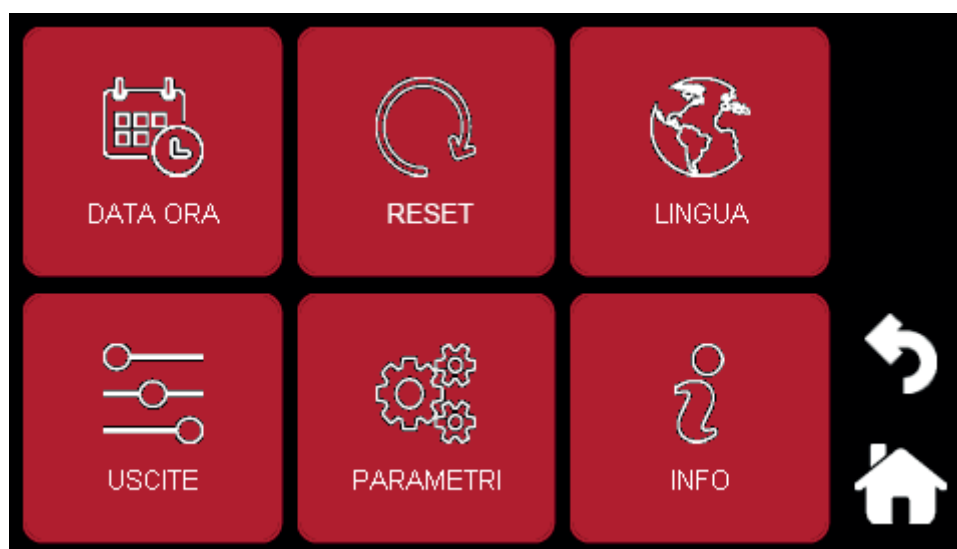 DATA ORA
RESET
LINGUA
USCITE
PARAMETRI
INFO